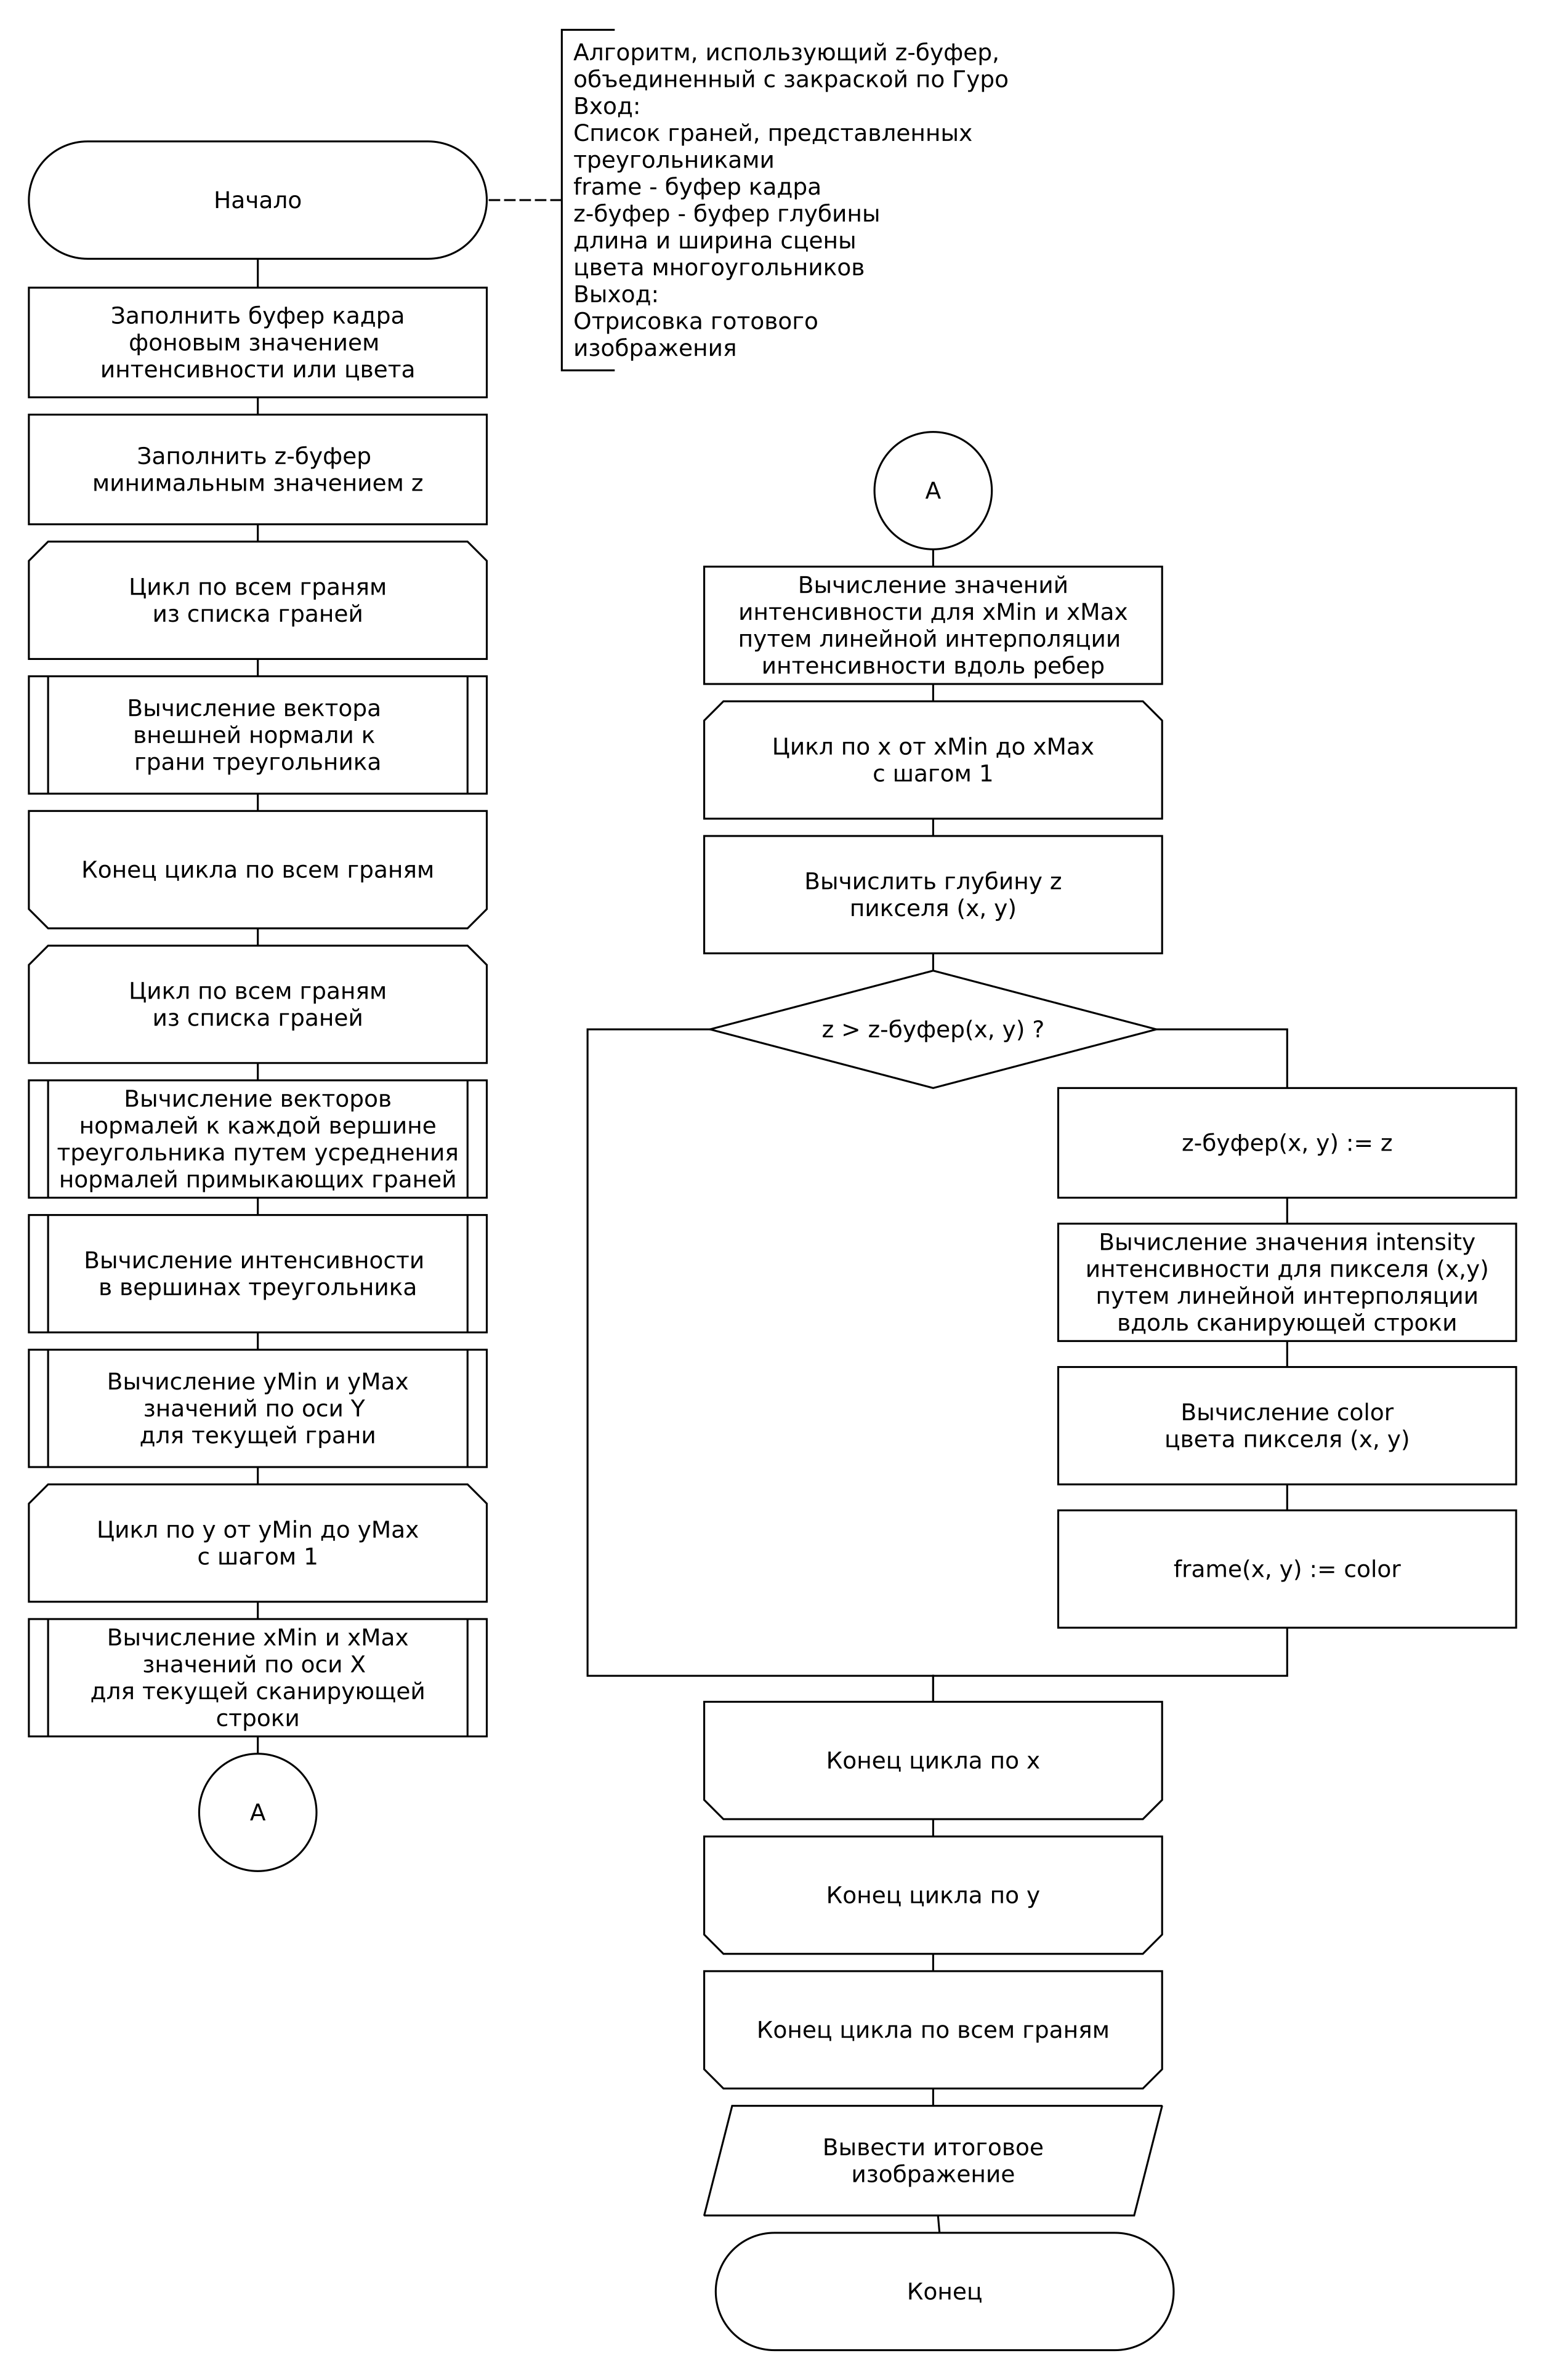 Алгоритм, использующий z-буфер,
объединенный с закраской по Гуро
Вход:
Список граней, представленных
треугольниками
frame - буфер кадра
z-буфер - буфер глубины
длина и ширина сцены
цвета многоугольников
Выход:
Отрисовка готового
изображения
Начало
Заполнить буфер кадра
фоновым значением
интенсивности или цвета
Заполнить z-буфер
минимальным значением z
Цикл по всем граням
из списка граней
Вычисление вектора
внешней нормали к
грани треугольника
Конец цикла по всем граням
Цикл по всем граням
из списка граней
Вычисление векторов
нормалей к каждой вершине
треугольника путем усреднения
нормалей примыкающих граней
Вычисление интенсивности
в вершинах треугольника
Вычисление yMin и yMax
значений по оси Y
для текущей грани
Цикл по y от yMin до yMax
с шагом 1
Вычисление xMin и xMax
значений по оси X
для текущей сканирующей
строки
А
А
Вычисление значений
интенсивности для xMin и xMax
путем линейной интерполяции
интенсивности вдоль ребер
Цикл по x от xMin до xMax
с шагом 1
Вычислить глубину z
пикселя (x, y)
z > z-буфер(x, y) ?
z-буфер(x, y) := z
Вычисление значения intensity
интенсивности для пикселя (x,y)
путем линейной интерполяции
вдоль сканирующей строки
Вычисление color
цвета пикселя (x, y)
frame(x, y) := color
Конец цикла по x
Конец цикла по y
Конец цикла по всем граням
Вывести итоговое
изображение
Конец